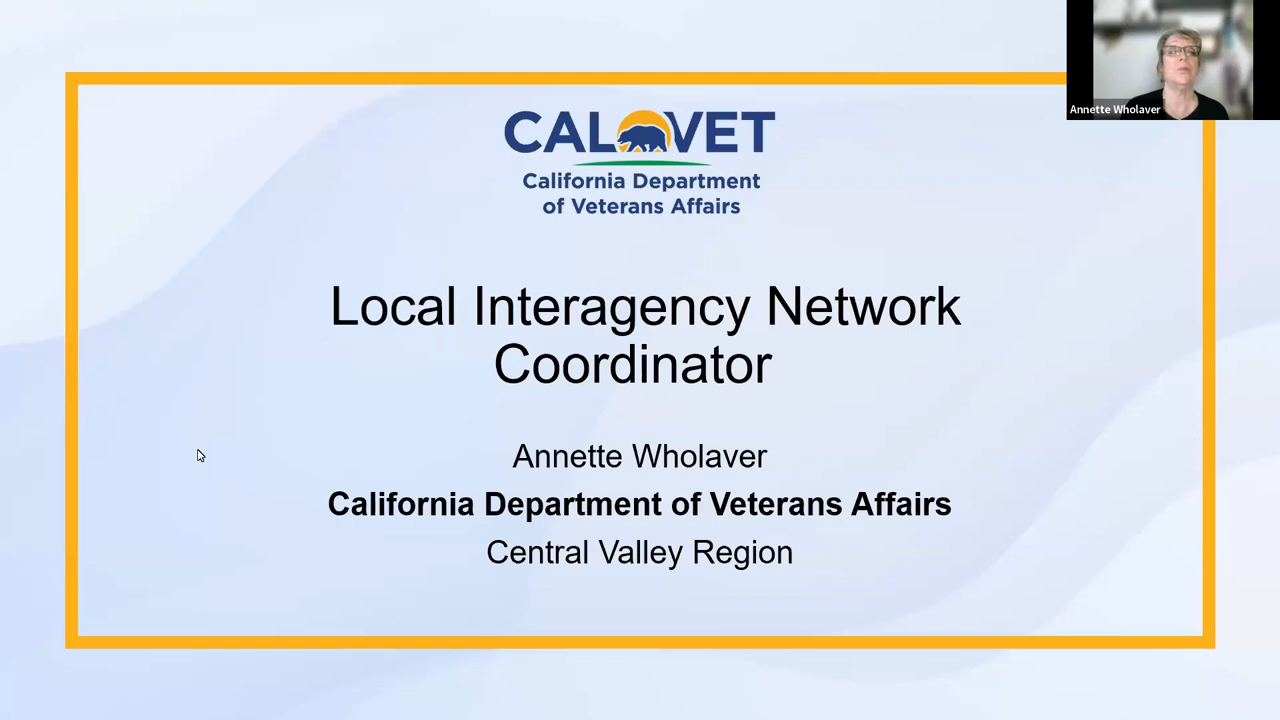 Annette Wholaver
CALVET
California Department
of Veterans Affairs
Local Interagency Network
Coordinator
Annette Wholaver
California Department of Veterans Affairs
Central Valley Region